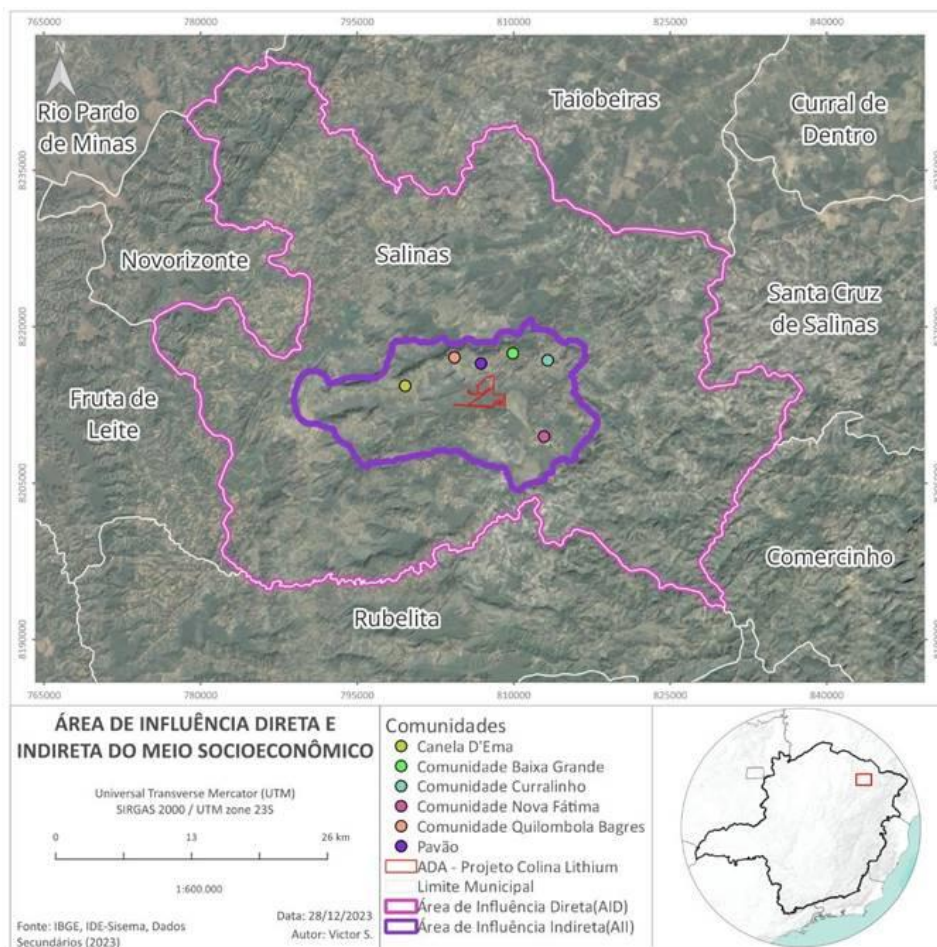 765000 780000 795000 810000 825000 840000
N
Taiobeiras
Rio Pardo
de Minas
Curral de
Dentro
8235000
8235000
Salinas
Novorizonte
Santa Cruz
de Salinas
8220000
8220000
Fruta de
Leite
8205000
8205000
Comercinho
Rubelita
8190000
8190000
765000 780000 795000 810000 825000 840000
ÁREA DE INFLUÊNCIA DIRETA E
INDIRETA DO MEIO SOCIOECONÔMICO
Universal Transverse Mercator (UTM)
SIRGAS 2000 / UTM zone 23S
0 13 26 km
1:600.000
Fonte: IBGE, IDE-Sisema, Dados
Secundários (2023)
Data: 28/12/2023
Autor: Victor S.
Comunidades
Canela D'Ema
Comunidade Baixa Grande
Comunidade Curralinho
Comunidade Nova Fátima
Comunidade Quilombola Bagres
Pavão
ADA - Projeto Colina Lithium
Limite Municipal
Área de Influência Direta(AID)
Área de Influência Indireta(AII)